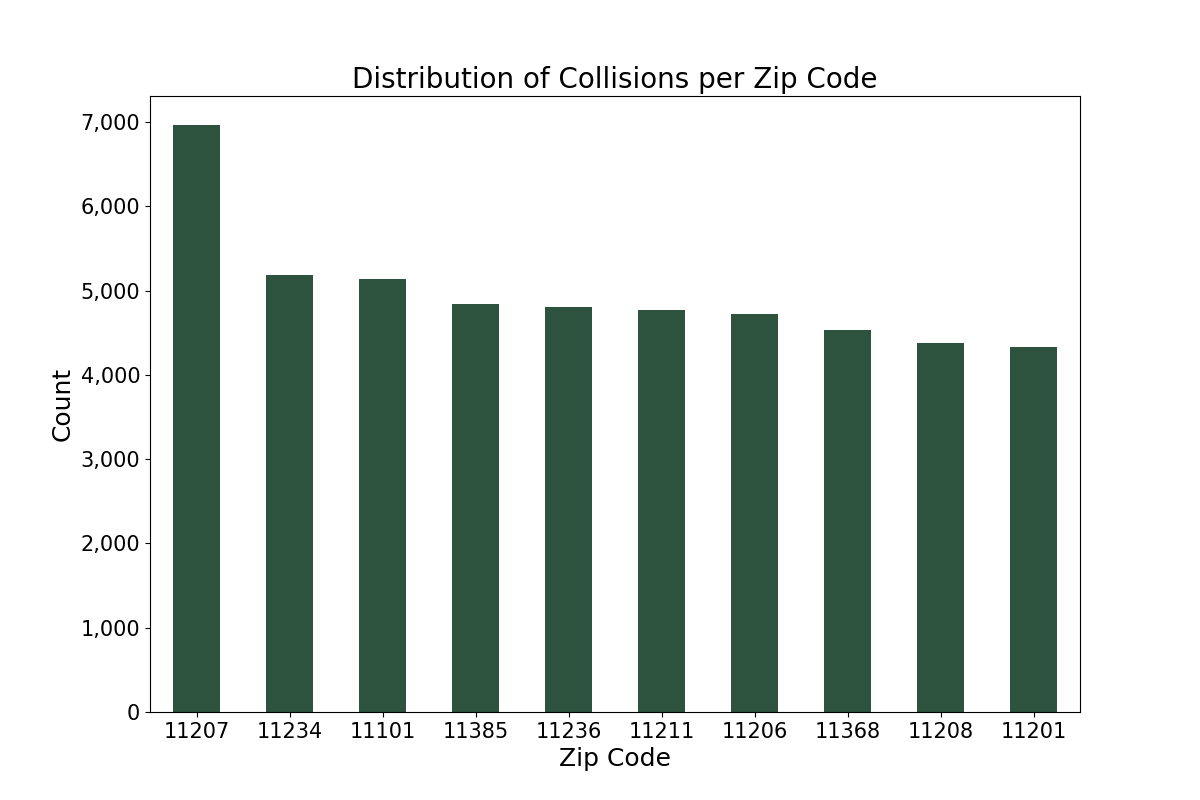 Distribution of Collisions per Zip Code
7,000
6,000
5,000
4,000
3,000
2,000
1,000
0
Count
11207 11234 11101 11385 11236 11211 11206 11368 11208 11201
Zip Code